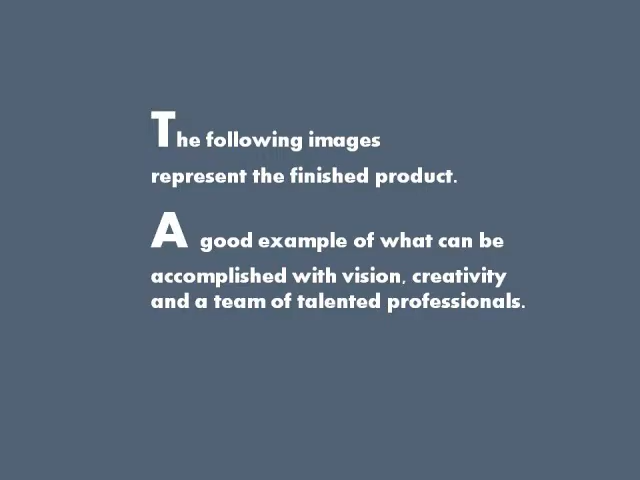 The following images
represent the finished product.
A good example of what can be
accomplished with vision, creativity
and a team of talented professionals.